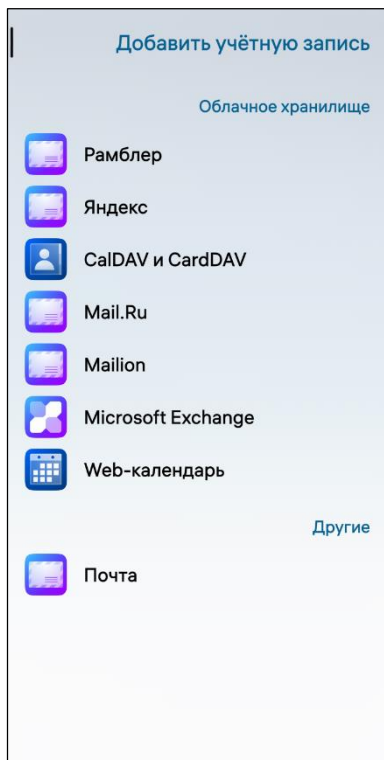 Добавить учётную запись
Облачное хранилище
Рамблер
Яндекс
CalDAV и CardDAV
Mail.Ru
Mailion
Microsoft Exchange
Web-календарь
Другие
Почта